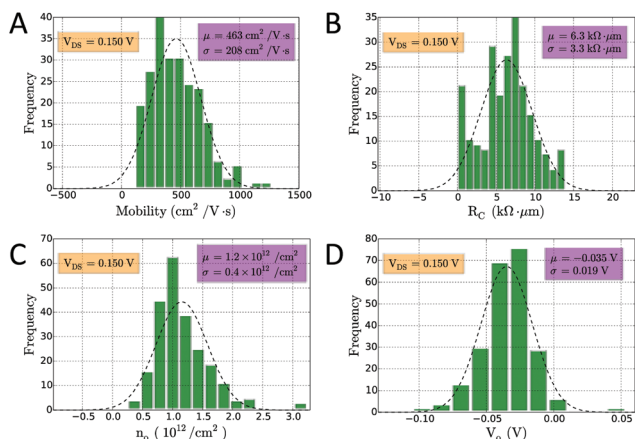 A
V_DS = 0.150 V
μ = 463 cm² /V·s
σ = 208 cm² /V·s
Frequency
40
35
30
25
20
15
10
5
0
−500 0 500 1000 1500
Mobility (cm² /V·s)
B
V_DS = 0.150 V
μ = 6.3 kΩ·μm
σ = 3.3 kΩ·μm
Frequency
35
30
25
20
15
10
5
0
−10 −5 0 5 10 15 20
R_C (kΩ·μm)
C
V_DS = 0.150 V
μ = 1.2×10¹² /cm²
σ = 0.4×10¹² /cm²
Frequency
70
60
50
40
30
20
10
0
−0.5 0.0 0.5 1.0 1.5 2.0 2.5 3.0
n₀ (10¹²/cm²)
D
V_DS = 0.150 V
μ = −0.035 V
σ = 0.019 V
Frequency
80
70
60
50
40
30
20
10
0
−0.10 −0.05 0.00 0.05
V₀ (V)